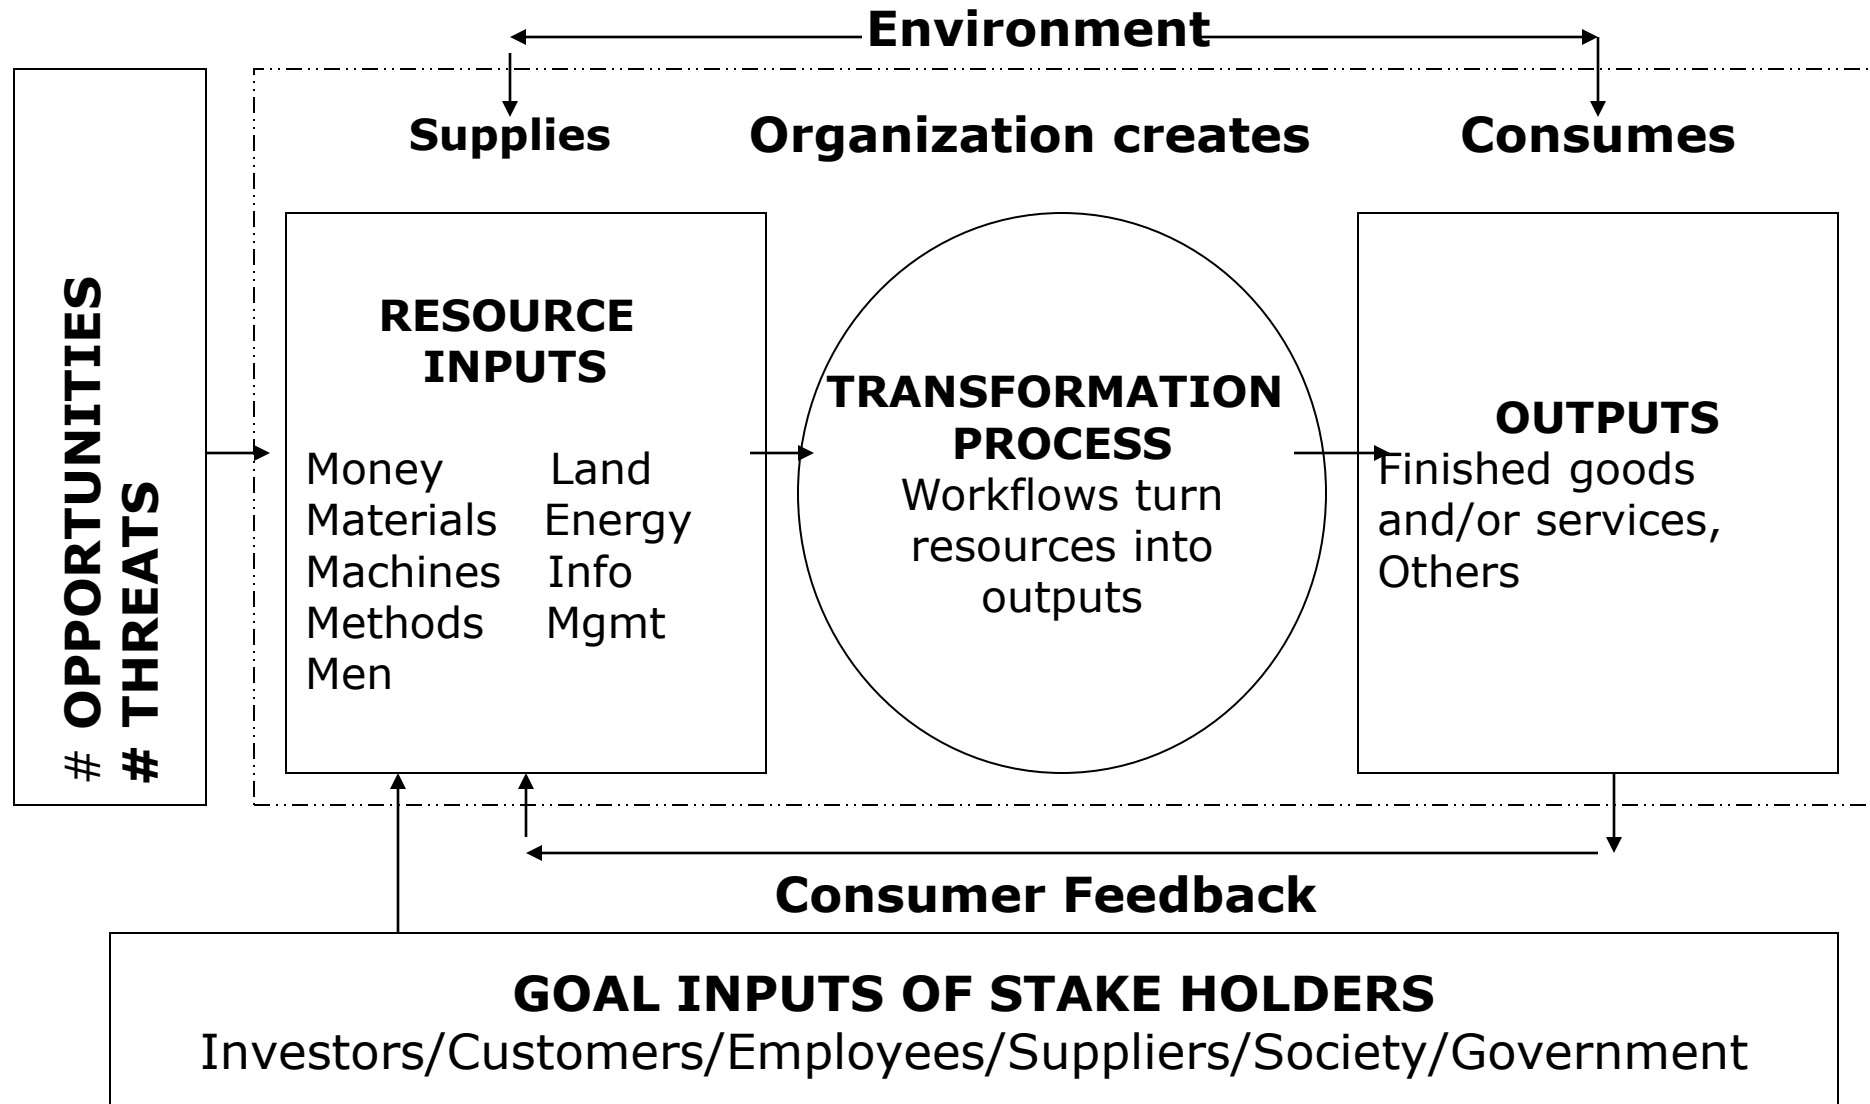 Environment
Supplies Organization creates Consumes
# OPPORTUNITIES
# THREATS
RESOURCE
INPUTS
Money Land
Materials Energy
Machines Info
Methods Mgmt
Men
TRANSFORMATION
PROCESS
Workflows turn
resources into
outputs
OUTPUTS
Finished goods
and/or services,
Others
Consumer Feedback
GOAL INPUTS OF STAKE HOLDERS
Investors/Customers/Employees/Suppliers/Society/Government